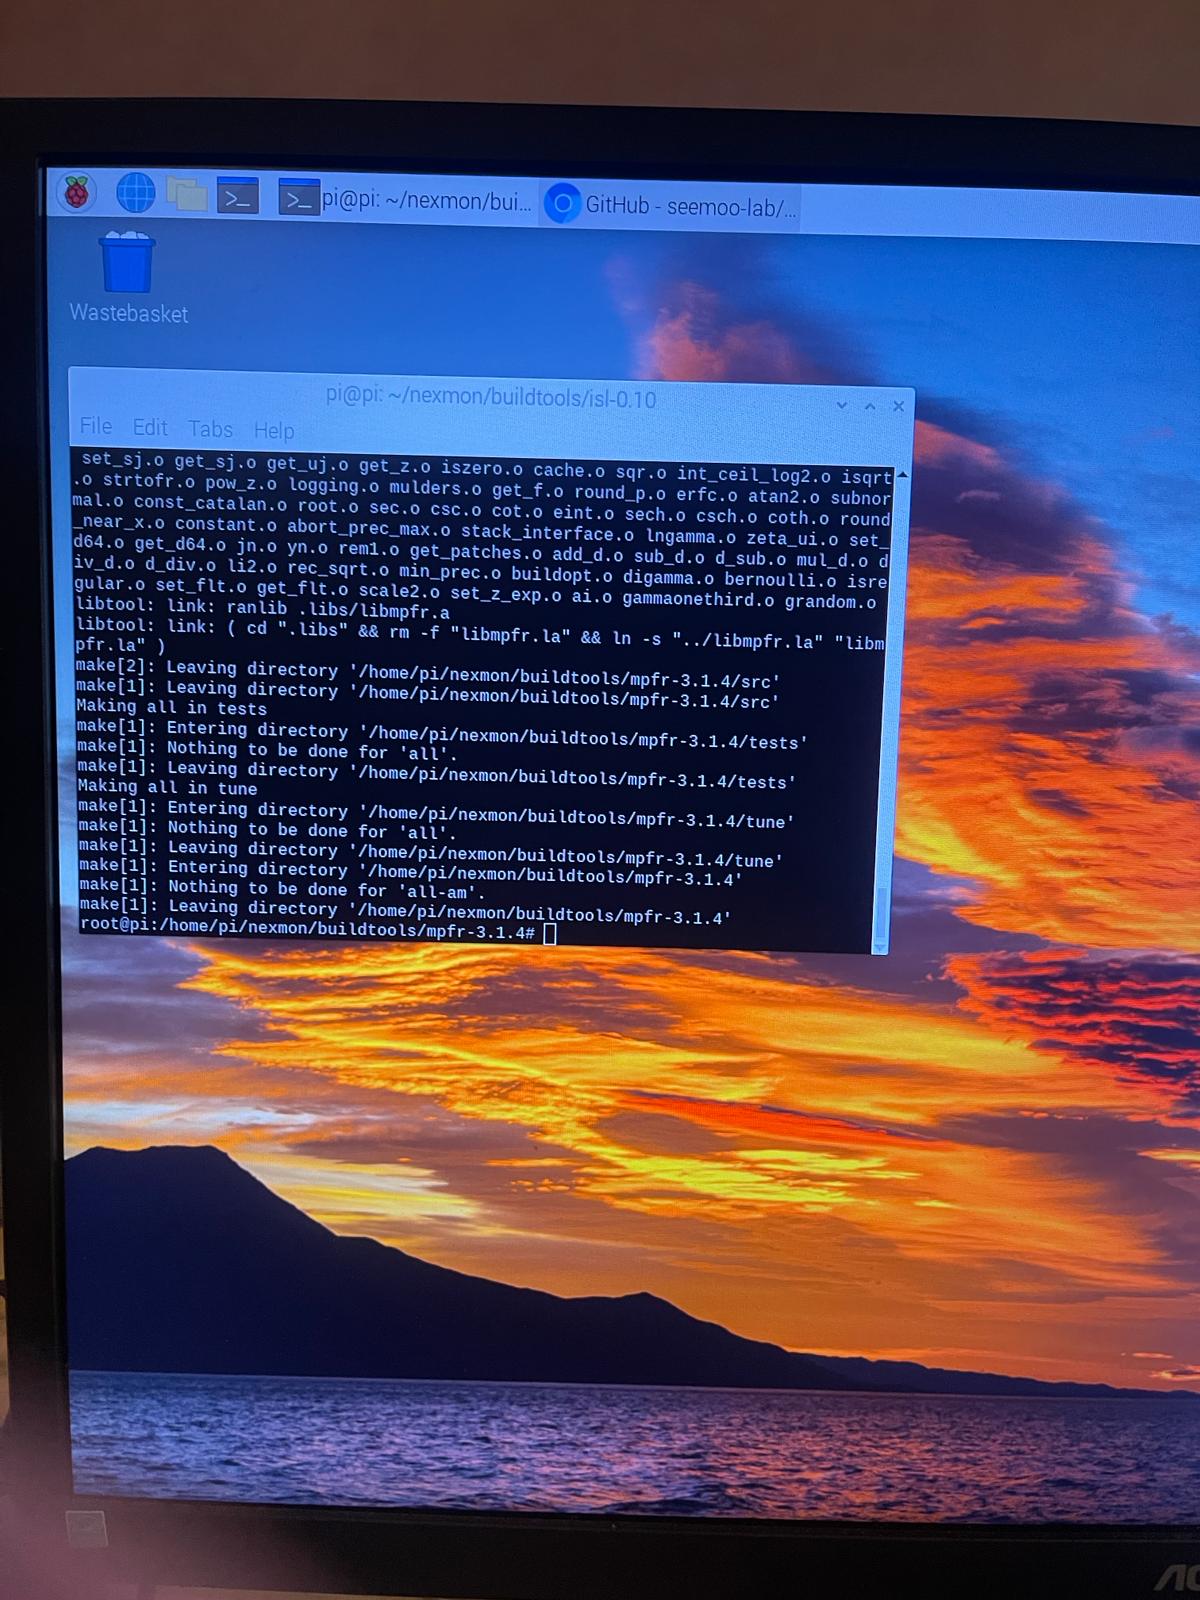 pi@pi: ~/nexmon/bui...
GitHub - seemoo-lab/...
Wastebasket
pi@pi: ~/nexmon/buildtools/isl-0.10
File Edit Tabs Help
set_sj.o get_sj.o get_uj.o get_z.o iszero.o cache.o sqr.o int_ceil_log2.o isqrt
.o strtofr.o pow_z.o logging.o mulders.o get_f.o round_p.o erfc.o atan2.o subnor
mal.o const_catalan.o root.o sec.o csc.o cot.o eint.o sech.o csch.o coth.o round
_near_x.o constant.o abort_prec_max.o stack_interface.o lngamma.o zeta_ui.o set_
d64.o get_d64.o jn.o yn.o rem1.o get_patches.o add_d.o sub_d.o d_sub.o mul_d.o d
iv_d.o d_div.o li2.o rec_sqrt.o min_prec.o buildopt.o digamma.o bernoulli.o isre
gular.o set_flt.o get_flt.o scale2.o set_z_exp.o ai.o gammaonethird.o grandom.o
libtool: link: ranlib .libs/libmpfr.a
libtool: link: ( cd ".libs" && rm -f "libmpfr.la" && ln -s "../libmpfr.la" "libm
pfr.la" )
make[2]: Leaving directory '/home/pi/nexmon/buildtools/mpfr-3.1.4/src'
make[1]: Leaving directory '/home/pi/nexmon/buildtools/mpfr-3.1.4/src'
Making all in tests
make[1]: Entering directory '/home/pi/nexmon/buildtools/mpfr-3.1.4/tests'
make[1]: Nothing to be done for 'all'.
make[1]: Leaving directory '/home/pi/nexmon/buildtools/mpfr-3.1.4/tests'
Making all in tune
make[1]: Entering directory '/home/pi/nexmon/buildtools/mpfr-3.1.4/tune'
make[1]: Nothing to be done for 'all'.
make[1]: Leaving directory '/home/pi/nexmon/buildtools/mpfr-3.1.4/tune'
make[1]: Entering directory '/home/pi/nexmon/buildtools/mpfr-3.1.4'
make[1]: Nothing to be done for 'all-am'.
make[1]: Leaving directory '/home/pi/nexmon/buildtools/mpfr-3.1.4'
root@pi:/home/pi/nexmon/buildtools/mpfr-3.1.4#